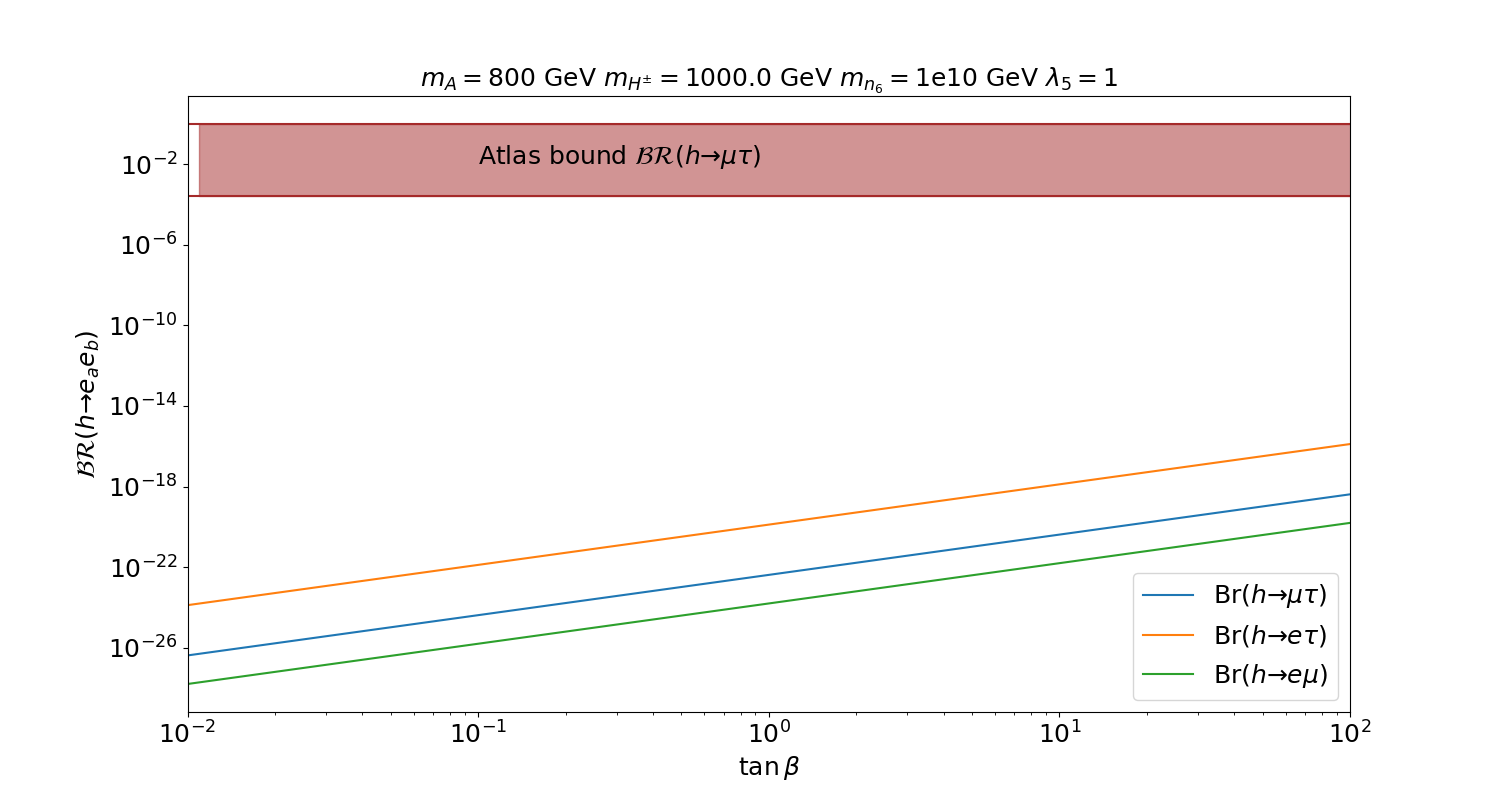 m_A = 800 GeV m_{H^±} = 1000.0 GeV m_{n_6} = 1e10 GeV λ_5 = 1
Atlas bound ℬℛ(h→μτ)
10^{-2}
10^{-6}
10^{-10}
10^{-14}
10^{-18}
10^{-22}
10^{-26}
ℬℛ(h→e_a e_b)
Br(h→μτ)
Br(h→eτ)
Br(h→eμ)
10^{-2} 10^{-1} 10^0 10^1 10^2
tan β